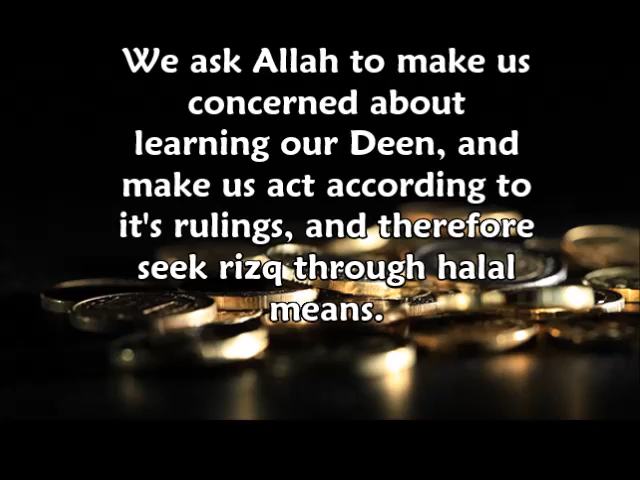 We ask Allah to make us
concerned about
learning our Deen, and
make us act according to
it's rulings, and therefore
seek rizq through halal
means.